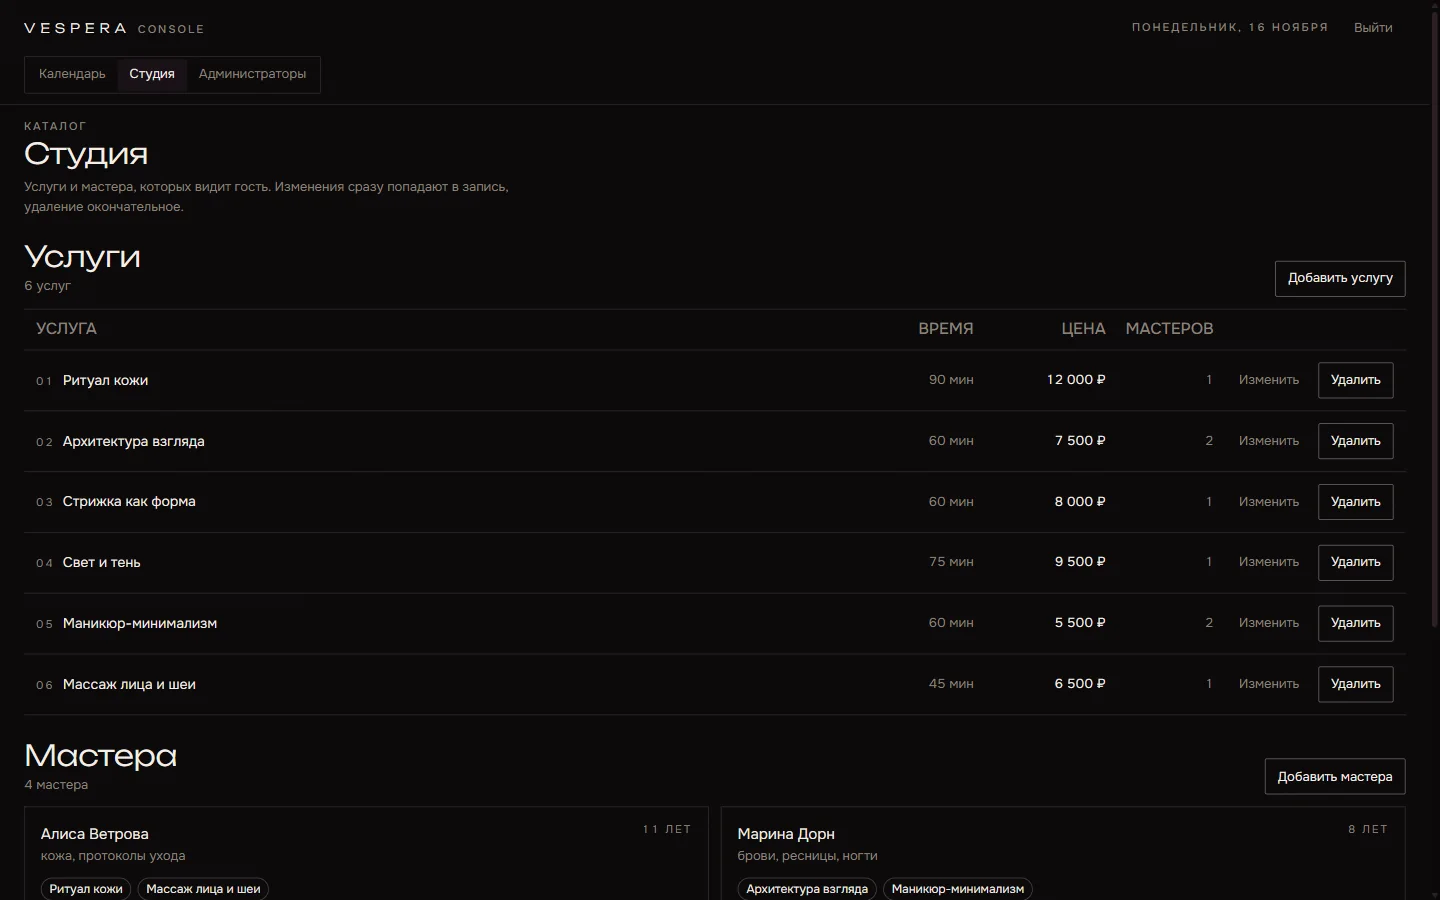 VESPERA CONSOLE
ПОНЕДЕЛЬНИК, 16 НОЯБРЯ Выйти
Календарь Студия Администраторы
КАТАЛОГ
Студия
Услуги и мастера, которых видит гость. Изменения сразу попадают в запись,
удаление окончательное.
Услуги
6 услуг
Добавить услугу
УСЛУГА ВРЕМЯ ЦЕНА МАСТЕРОВ
01 Ритуал кожи 90 мин 12 000 ₽ 1 Изменить Удалить
02 Архитектура взгляда 60 мин 7 500 ₽ 2 Изменить Удалить
03 Стрижка как форма 60 мин 8 000 ₽ 1 Изменить Удалить
04 Свет и тень 75 мин 9 500 ₽ 1 Изменить Удалить
05 Маникюр-минимализм 60 мин 5 500 ₽ 2 Изменить Удалить
06 Массаж лица и шеи 45 мин 6 500 ₽ 1 Изменить Удалить
Мастера
4 мастера
Добавить мастера
Алиса Ветрова 11 ЛЕТ
кожа, протоколы ухода
Ритуал кожи Массаж лица и шеи
Марина Дорн 8 ЛЕТ
брови, ресницы, ногти
Архитектура взгляда Маникюр-минимализм